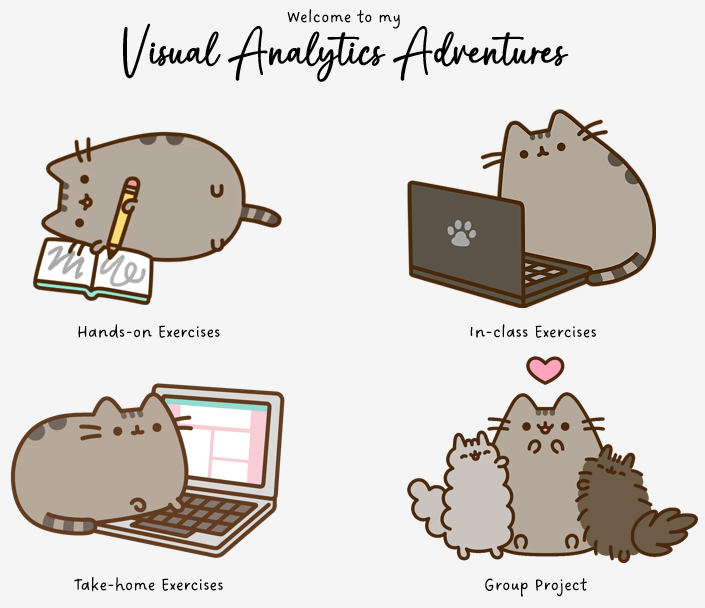 Welcome to my
Visual Analytics Adventures
Hands-on Exercises
In-class Exercises
Take-home Exercises
Group Project